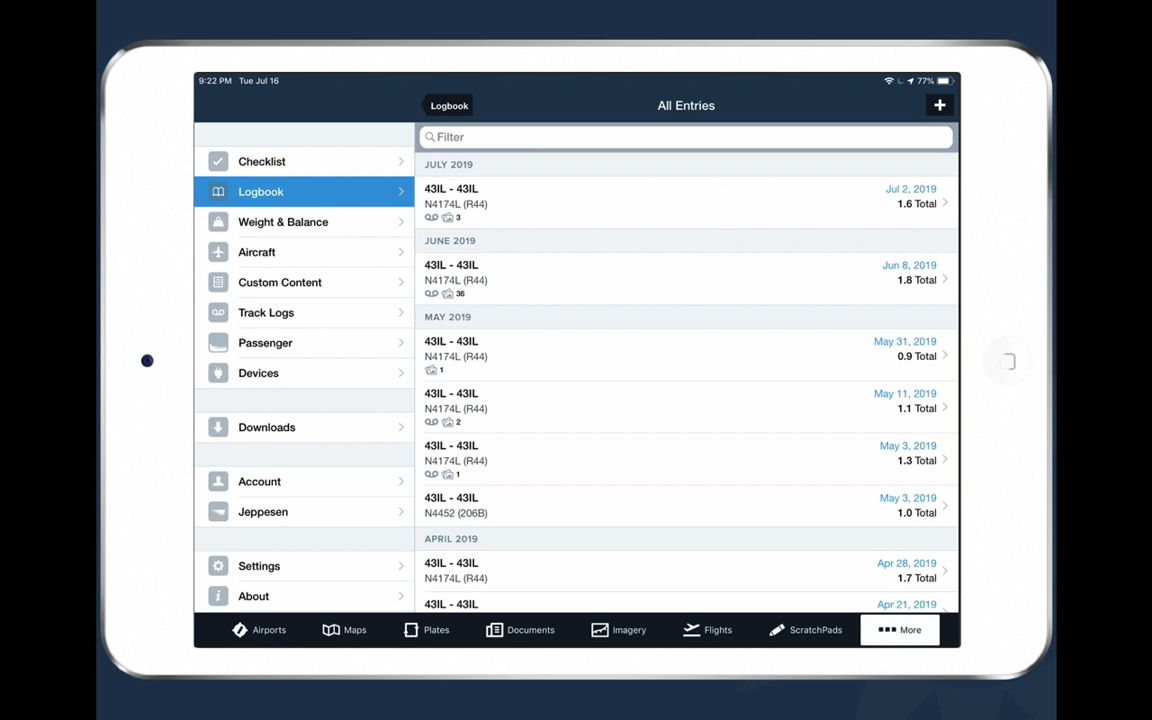 9:22 PM Tue Jul 16
77%
Logbook
All Entries
+
Filter
Checklist
Logbook
Weight & Balance
Aircraft
Custom Content
Track Logs
Passenger
Devices
Downloads
Account
Jeppesen
Settings
About
JULY 2019
43IL - 43IL
Jul 2, 2019
N4174L (R44)
1.6 Total
3
JUNE 2019
43IL - 43IL
Jun 8, 2019
N4174L (R44)
1.8 Total
36
MAY 2019
43IL - 43IL
May 31, 2019
N4174L (R44)
0.9 Total
1
43IL - 43IL
May 11, 2019
N4174L (R44)
1.1 Total
2
43IL - 43IL
May 3, 2019
N4174L (R44)
1.3 Total
1
43IL - 43IL
May 3, 2019
N4452 (206B)
1.0 Total
APRIL 2019
43IL - 43IL
Apr 28, 2019
N4174L (R44)
1.7 Total
43IL - 43IL
Apr 21, 2019
Airports
Maps
Plates
Documents
Imagery
Flights
ScratchPads
More